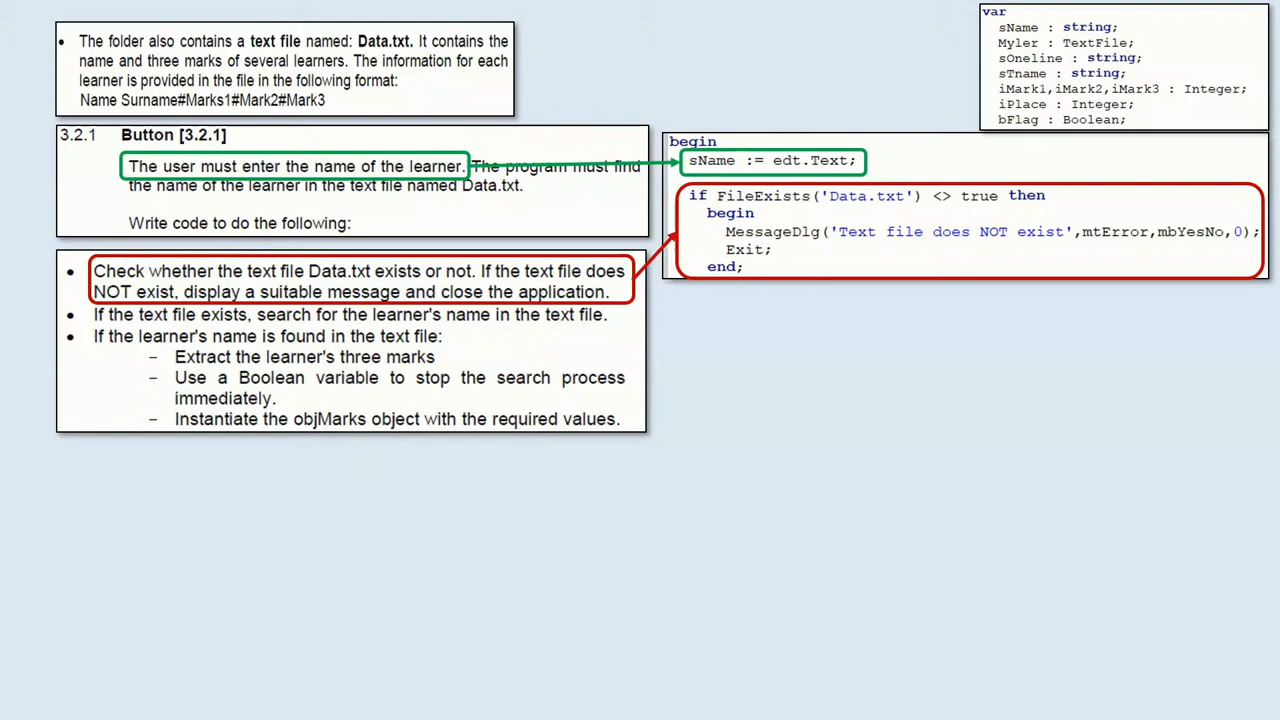 • The folder also contains a text file named: Data.txt. It contains the
name and three marks of several learners. The information for each
learner is provided in the file in the following format:
Name Surname#Marks1#Mark2#Mark3
3.2.1 Button [3.2.1]
The user must enter the name of the learner. The program must find
the name of the learner in the text file named Data.txt.
Write code to do the following:
• Check whether the text file Data.txt exists or not. If the text file does
NOT exist, display a suitable message and close the application.
• If the text file exists, search for the learner's name in the text file.
• If the learner's name is found in the text file:
− Extract the learner's three marks
− Use a Boolean variable to stop the search process
immediately.
− Instantiate the objMarks object with the required values.
var
sName : string;
Myler : TextFile;
sOneline : string;
sTname : string;
iMark1,iMark2,iMark3 : Integer;
iPlace : Integer;
bFlag : Boolean;
begin
sName := edt.Text;
if FileExists('Data.txt') <> true then
begin
MessageDlg('Text file does NOT exist',mtError,mbYesNo,0);
Exit;
end;